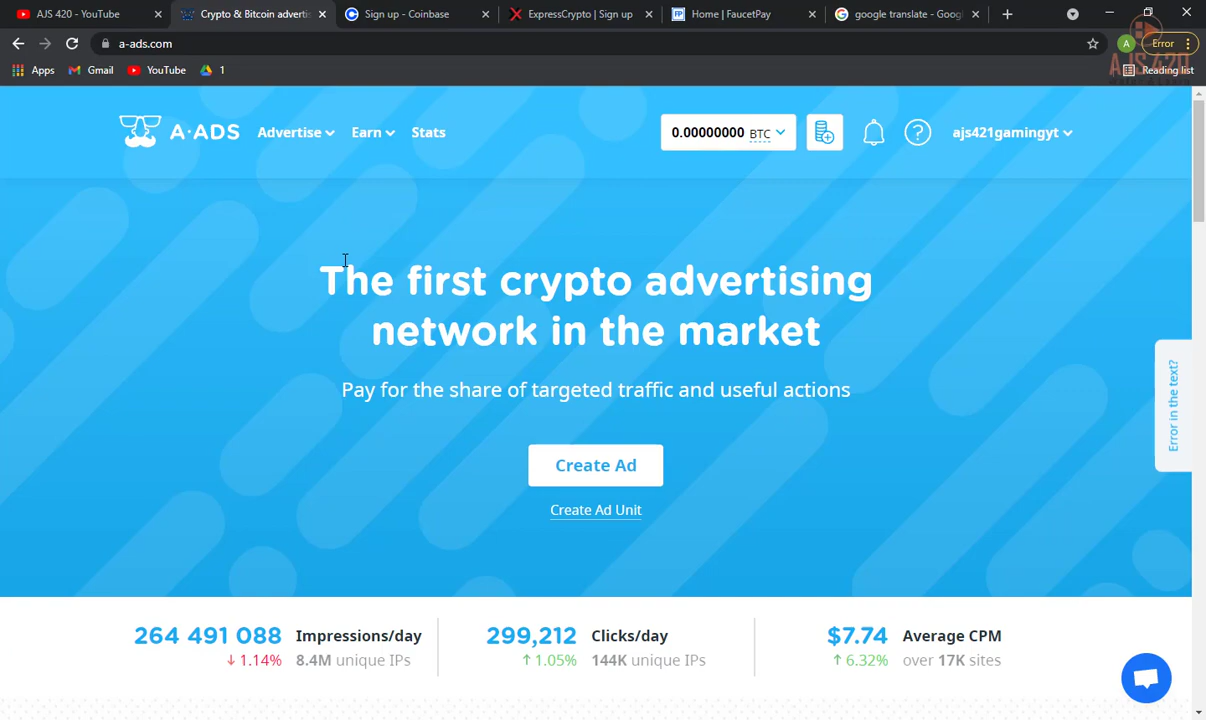 AJS 420 - YouTube
Crypto & Bitcoin advertis
Sign up - Coinbase
ExpressCrypto | Sign up
Home | FaucetPay
google translate - Goog
a-ads.com
A
Error
Apps
Gmail
YouTube
1
AJS 420
Reading list
A·ADS
Advertise
Earn
Stats
0.00000000 BTC
ajs421gamingyt
The first crypto advertising
network in the market
Pay for the share of targeted traffic and useful actions
Create Ad
Create Ad Unit
Error in the text?
264 491 088 Impressions/day
↓ 1.14% 8.4M unique IPs
299,212 Clicks/day
↑ 1.05% 144K unique IPs
$7.74 Average CPM
↑ 6.32% over 17K sites